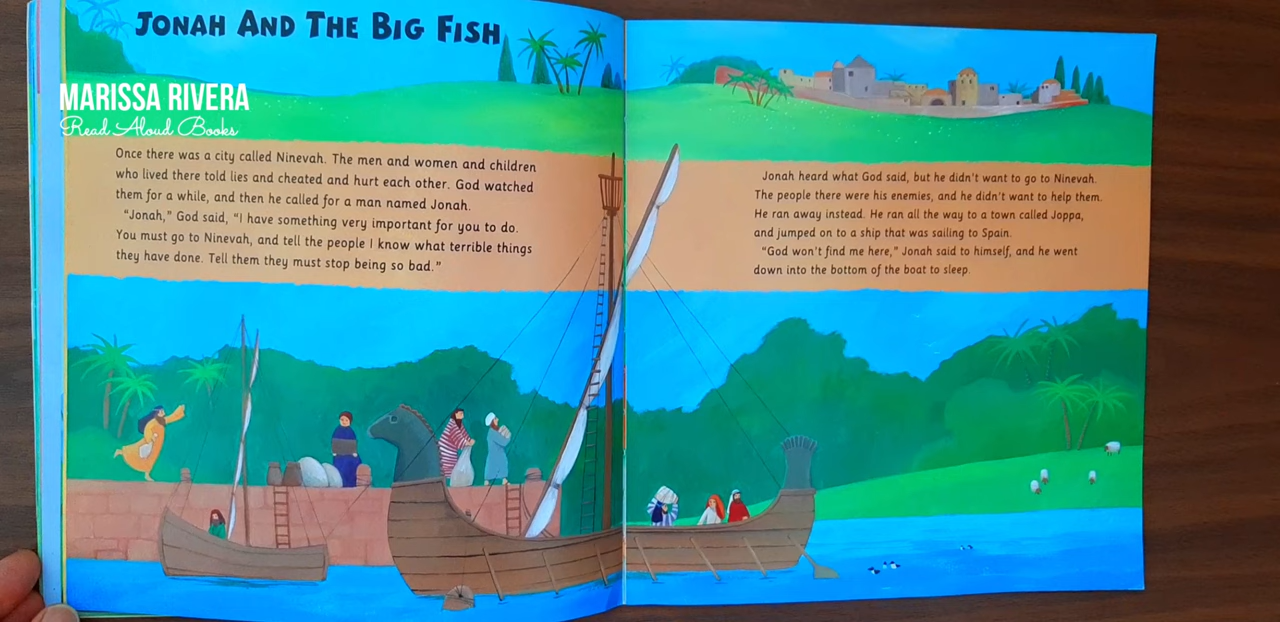 JONAH AND THE BIG FISH
MARISSA RIVERA
Read Aloud Books
Once there was a city called Ninevah. The men and women and children
who lived there told lies and cheated and hurt each other. God watched
them for a while, and then he called for a man named Jonah.
“Jonah,” God said, “I have something very important for you to do.
You must go to Ninevah, and tell the people I know what terrible things
they have done. Tell them they must stop being so bad.”
Jonah heard what God said, but he didn’t want to go to Ninevah.
The people there were his enemies, and he didn’t want to help them.
He ran away instead. He ran all the way to a town called Joppa,
and jumped on to a ship that was sailing to Spain.
“God won’t find me here,” Jonah said to himself, and he went
down into the bottom of the boat to sleep.